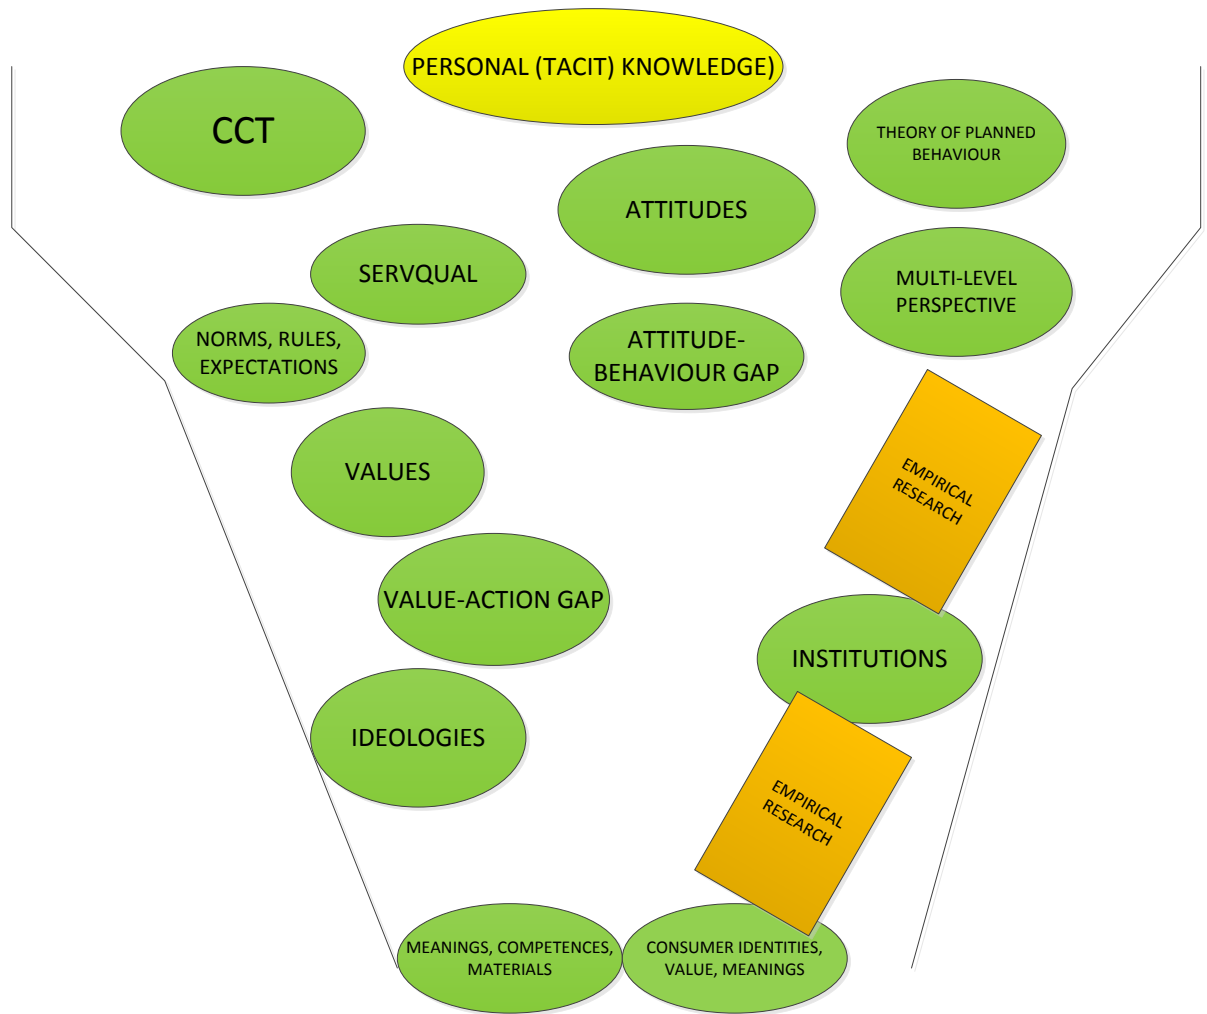 PERSONAL (TACIT) KNOWLEDGE)
CCT
THEORY OF PLANNED
BEHAVIOUR
ATTITUDES
SERVQUAL
MULTI-LEVEL
PERSPECTIVE
NORMS, RULES,
EXPECTATIONS
ATTITUDE-
BEHAVIOUR GAP
VALUES
EMPIRICAL
RESEARCH
VALUE-ACTION GAP
INSTITUTIONS
IDEOLOGIES
EMPIRICAL
RESEARCH
MEANINGS, COMPETENCES,
MATERIALS
CONSUMER IDENTITIES,
VALUE, MEANINGS